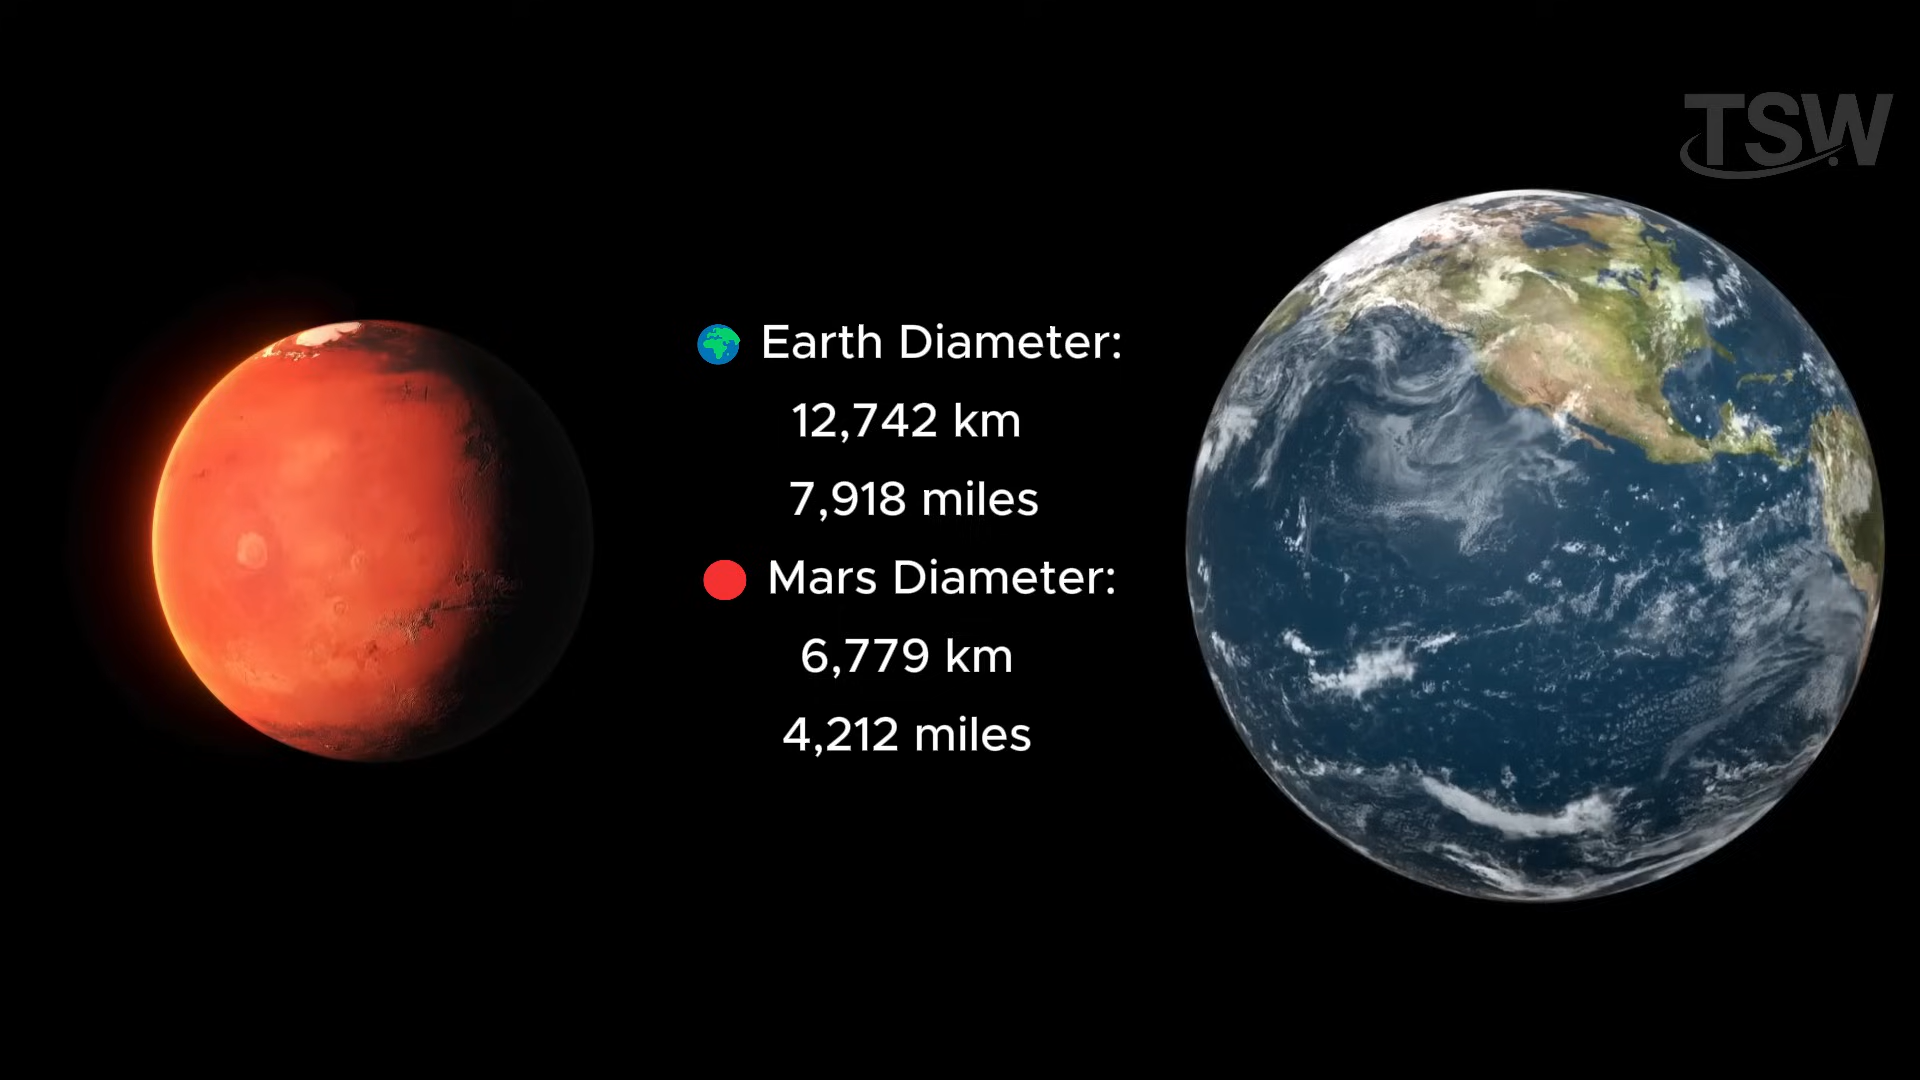 TSW
Earth Diameter:
12,742 km
7,918 miles
Mars Diameter:
6,779 km
4,212 miles